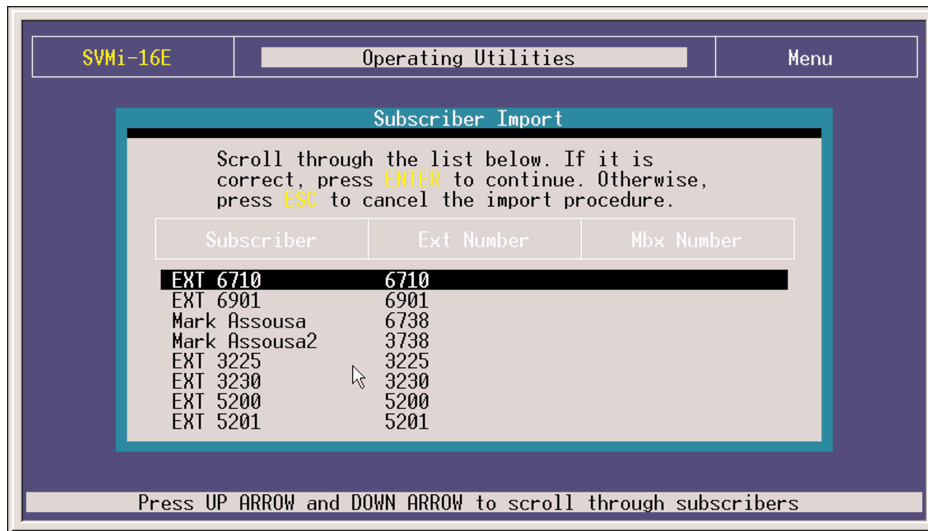 SVMi-16E Operating Utilities Menu
Subscriber Import
Scroll through the list below. If it is
correct, press ENTER to continue. Otherwise,
press ESC to cancel the import procedure.
Subscriber Ext Number Mbx Number
EXT 6710 6710
EXT 6901 6901
Mark Assousa 6738
Mark Assousa2 3738
EXT 3225 3225
EXT 3230 3230
EXT 5200 5200
EXT 5201 5201
Press UP ARROW and DOWN ARROW to scroll through subscribers